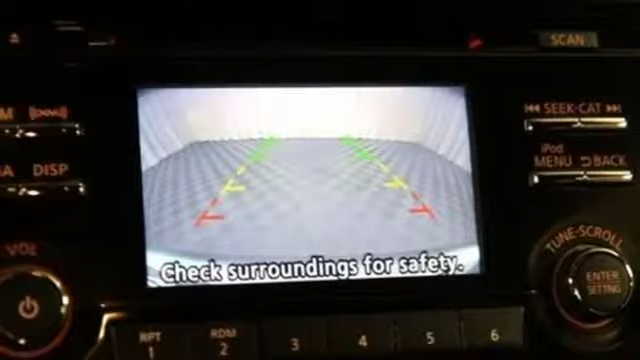 SCAN
SEEK·CAT
DISP
iPod
MENU
BACK
VOL
TUNE·SCROLL
ENTER
SETTING
Check surroundings for safety.
RPT
1
RDM
2
3
4
5
6